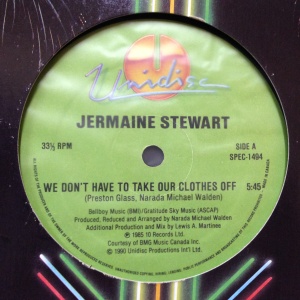 Unidisc
JERMAINE STEWART
33⅓ RPM
SIDE A
SPEC-1494
WE DON'T HAVE TO TAKE OUR CLOTHES OFF 5:45
(Preston Glass, Narada Michael Walden)
Bellboy Music (BMI)/Gratitude Sky Music (ASCAP)
Produced, Reduced and Arranged by Narada Michael Walden
Additional Production and Mix by Lewis A. Martineé
℗ 1985 10 Records Ltd.
Courtesy of BMG Music Canada Inc.
© 1990 Unidisc Productions Ltd/Ltée